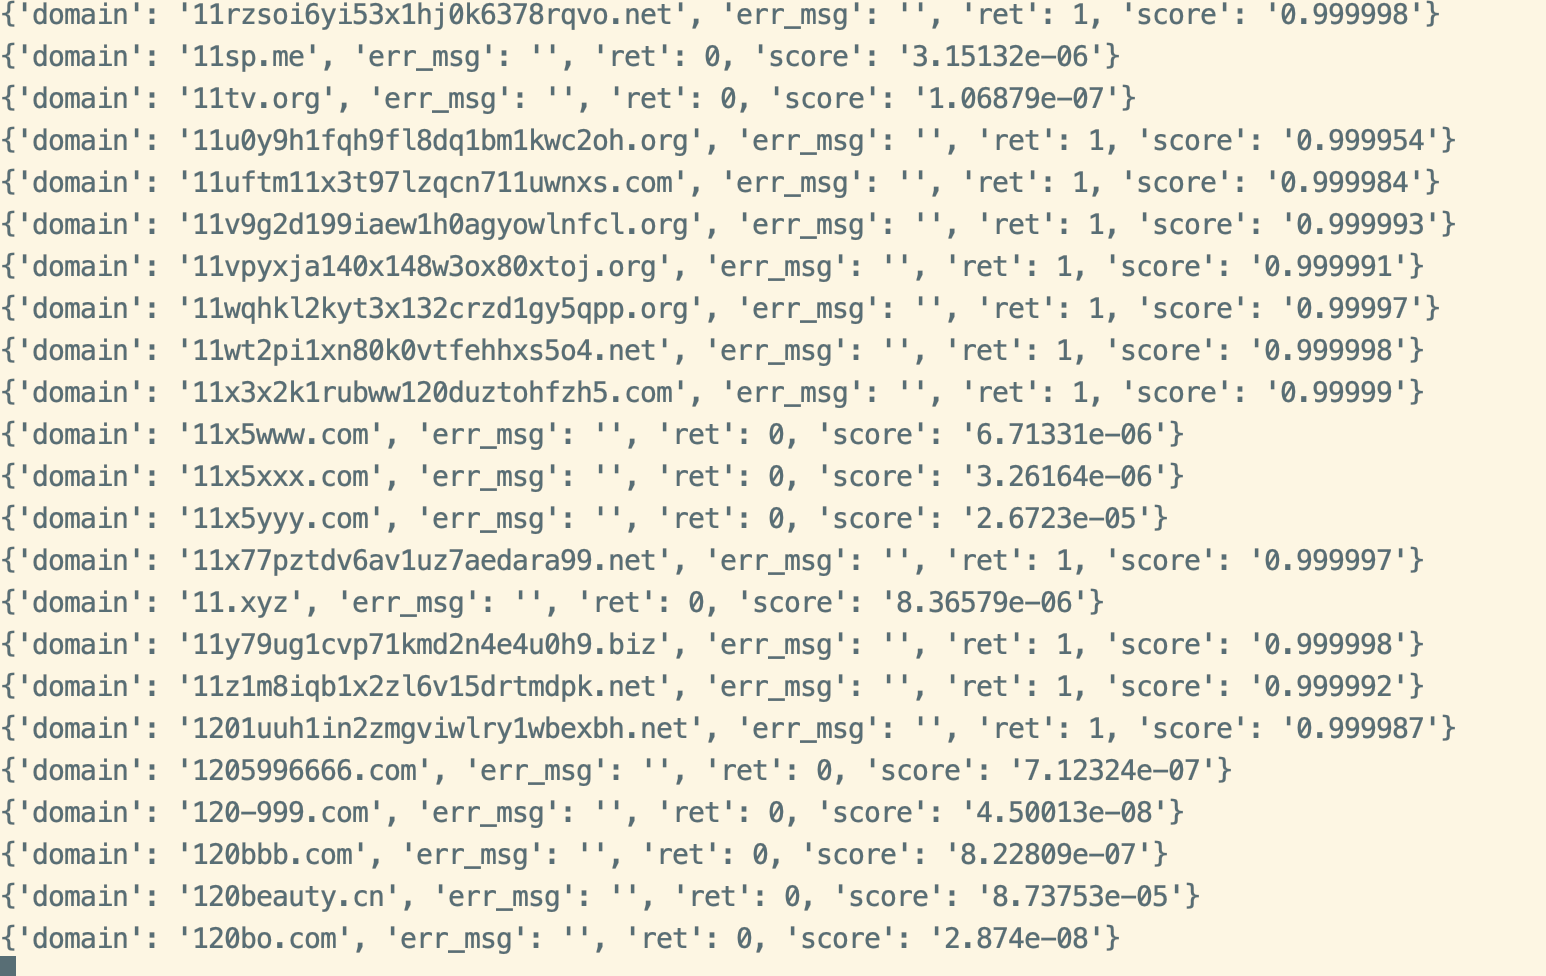 {'domain': '11rzsoi6yi53x1hj0k6378rqvo.net', 'err_msg': '', 'ret': 1, 'score': '0.999998'}
{'domain': '11sp.me', 'err_msg': '', 'ret': 0, 'score': '3.15132e-06'}
{'domain': '11tv.org', 'err_msg': '', 'ret': 0, 'score': '1.06879e-07'}
{'domain': '11u0y9h1fqh9fl8dq1bm1kwc2oh.org', 'err_msg': '', 'ret': 1, 'score': '0.999954'}
{'domain': '11uftm11x3t97lzqcn711uwnxs.com', 'err_msg': '', 'ret': 1, 'score': '0.999984'}
{'domain': '11v9g2d199iaew1h0agyowlnfcl.org', 'err_msg': '', 'ret': 1, 'score': '0.999993'}
{'domain': '11vpyxja140x148w3ox80xtoj.org', 'err_msg': '', 'ret': 1, 'score': '0.999991'}
{'domain': '11wqhkl2kyt3x132crzd1gy5qpp.org', 'err_msg': '', 'ret': 1, 'score': '0.99997'}
{'domain': '11wt2pi1xn80k0vtfehhxs5o4.net', 'err_msg': '', 'ret': 1, 'score': '0.999998'}
{'domain': '11x3x2k1rubww120duztohfzh5.com', 'err_msg': '', 'ret': 1, 'score': '0.99999'}
{'domain': '11x5www.com', 'err_msg': '', 'ret': 0, 'score': '6.71331e-06'}
{'domain': '11x5xxx.com', 'err_msg': '', 'ret': 0, 'score': '3.26164e-06'}
{'domain': '11x5yyy.com', 'err_msg': '', 'ret': 0, 'score': '2.6723e-05'}
{'domain': '11x77pztdv6av1uz7aedara99.net', 'err_msg': '', 'ret': 1, 'score': '0.999997'}
{'domain': '11.xyz', 'err_msg': '', 'ret': 0, 'score': '8.36579e-06'}
{'domain': '11y79ug1cvp71kmd2n4e4u0h9.biz', 'err_msg': '', 'ret': 1, 'score': '0.999998'}
{'domain': '11z1m8iqb1x2zl6v15drtmdpk.net', 'err_msg': '', 'ret': 1, 'score': '0.999992'}
{'domain': '1201uuh1in2zmgviwlry1wbexbh.net', 'err_msg': '', 'ret': 1, 'score': '0.999987'}
{'domain': '1205996666.com', 'err_msg': '', 'ret': 0, 'score': '7.12324e-07'}
{'domain': '120-999.com', 'err_msg': '', 'ret': 0, 'score': '4.50013e-08'}
{'domain': '120bbb.com', 'err_msg': '', 'ret': 0, 'score': '8.22809e-07'}
{'domain': '120beauty.cn', 'err_msg': '', 'ret': 0, 'score': '8.73753e-05'}
{'domain': '120bo.com', 'err_msg': '', 'ret': 0, 'score': '2.874e-08'}